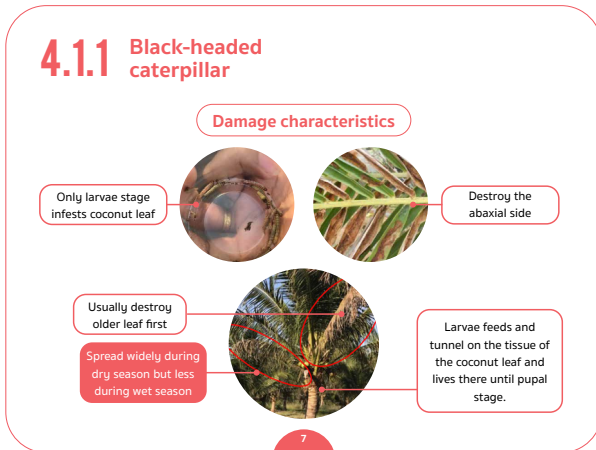 4.1.1
Black-headed
caterpillar
Damage characteristics
Only larvae stage
infests coconut leaf
Destroy the
abaxial side
Usually destroy
older leaf first
Spread widely during
dry season but less
during wet season
Larvae feeds and
tunnel on the tissue of
the coconut leaf and
lives there until pupal
stage.
7